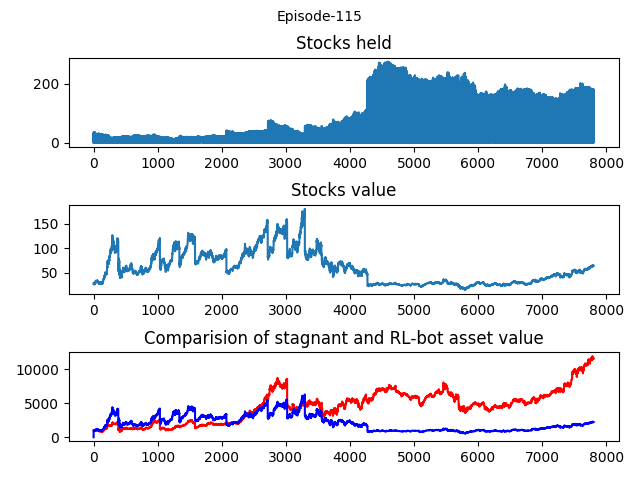 Episode-115
Stocks held
200
0
0 1000 2000 3000 4000 5000 6000 7000 8000
Stocks value
150
100
50
0 1000 2000 3000 4000 5000 6000 7000 8000
Comparision of stagnant and RL-bot asset value
10000
5000
0
0 1000 2000 3000 4000 5000 6000 7000 8000